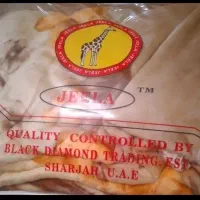 JEELA TM
QUALITY CONTROLLED BY
BLACK DIAMOND TRADING EST.
SHARJAH U.A.E